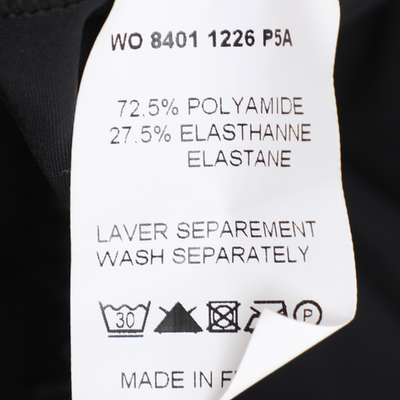 WO 8401 1226 P5A
72.5% POLYAMIDE
27.5% ELASTHANNE
ELASTANE
LAVER SEPAREMENT
WASH SEPARATELY
30 P
MADE IN